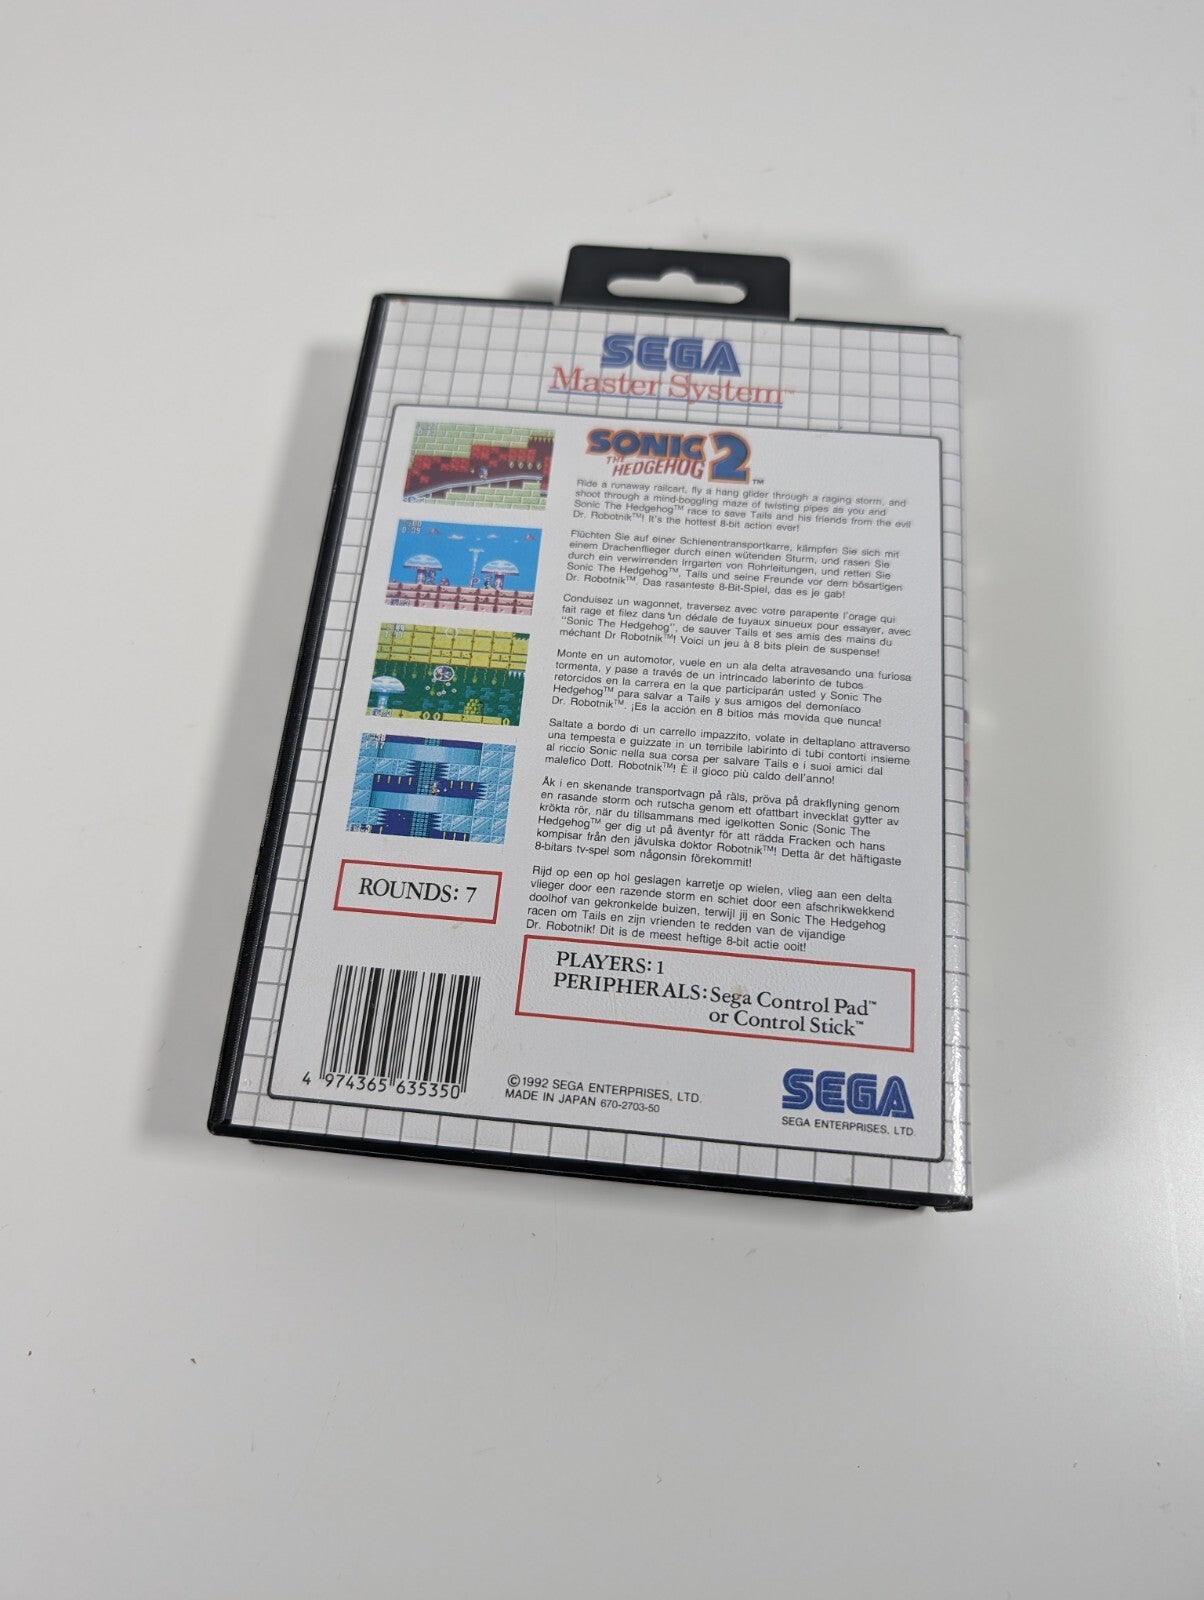 SEGA
Master System™
SONIC
THE
HEDGEHOG
2™
Ride a runaway railcart, fly a hang glider through a raging storm, and
shoot through a mind-boggling maze of twisting pipes as you and
Sonic The Hedgehog™ race to save Tails and his friends from the evil
Dr. Robotnik™! It's the hottest 8-bit action ever!
Flüchten Sie auf einer Schienentransportkarre, kämpfen Sie sich mit
einem Drachenflieger durch einen wütenden Sturm, und rasen Sie
durch ein verwirrenden Irrgarten von Rohrleitungen, und retten Sie
Sonic The Hedgehog™, Tails und seine Freunde vor dem bösartigen
Dr. Robotnik™. Das rasanteste 8-Bit-Spiel, das es je gab!
Conduisez un wagonnet, traversez avec votre parapente l'orage qui
fait rage et filez dans un dédale de tuyaux sinueux pour essayer, avec
"Sonic The Hedgehog", de sauver Tails et ses amis des mains du
méchant Dr Robotnik™! Voici un jeu à 8 bits plein de suspense!
Monte en un automotor, vuele en un ala delta atravesando una furiosa
tormenta, y pase a través de un intrincado laberinto de tubos
retorcidos en la carrera en la que participarán usted y Sonic The
Hedgehog™ para salvar a Tails y sus amigos del demoníaco
Dr. Robotnik™. ¡Es la acción en 8 bitios más movida que nunca!
Saltate a bordo di un carrello impazzito, volate in deltaplano attraverso
una tempesta e guizzate in un terribile labirinto di tubi contorti insieme
al riccio Sonic nella sua corsa per salvare Tails e i suoi amici dal
malefico Dott. Robotnik™! È il gioco più caldo dell'anno!
Åk i en skenande transportvagn på räls, pröva på drakflyning genom
en rasande storm och rutscha genom ett ofattbart invecklat gytter av
krökta rör, när du tillsammans med igelkotten Sonic (Sonic The
Hedgehog™ ger dig ut på äventyr för att rädda Fracken och hans
kompisar från den jävulska doktor Robotnik™! Detta är det häftigaste
8-bitars tv-spel som någonsin förekommit!
Rijd op een op hol geslagen karretje op wielen, vlieg aan een delta
vlieger door een razende storm en schiet door een afschrikwekkend
doolhof van gekronkelde buizen, terwijl jij en Sonic The Hedgehog
racen om Tails en zijn vrienden te redden van de vijandige
Dr. Robotnik! Dit is de meest heftige 8-bit actie ooit!
ROUNDS: 7
PLAYERS: 1
PERIPHERALS: Sega Control Pad™
or Control Stick™
4 974365 635350
©1992 SEGA ENTERPRISES, LTD.
MADE IN JAPAN 670-2703-50
SEGA
SEGA ENTERPRISES, LTD.